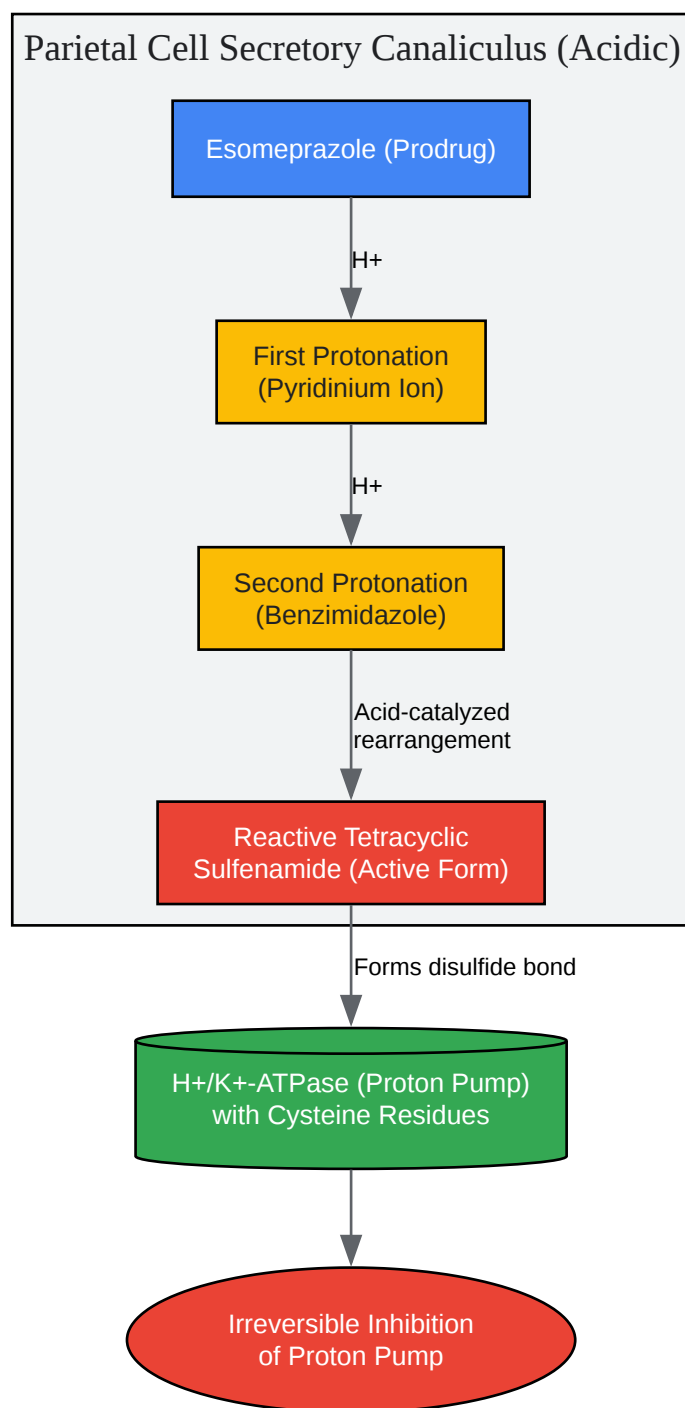 Parietal Cell Secretory Canaliculus (Acidic)
Esomeprazole (Prodrug)
H+
First Protonation
(Pyridinium Ion)
H+
Second Protonation
(Benzimidazole)
Acid-catalyzed
rearrangement
Reactive Tetracyclic
Sulfenamide (Active Form)
Forms disulfide bond
H+/K+-ATPase (Proton Pump)
with Cysteine Residues
Irreversible Inhibition
of Proton Pump